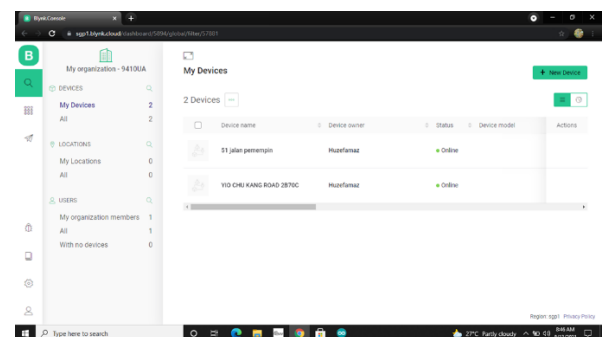 Blynk.Console
sgp1.blynk.cloud/dashboard/5894/global/filter/57001
B
My organization - 9410UA
DEVICES
My Devices 2
All 2
LOCATIONS
My Locations 0
All 0
USERS
My organization members 1
All 1
With no devices 0
My Devices
+ New Device
2 Devices
Device name Device owner Status Device model Actions
51 jalan pemempin Huzefamaz Online
YIO CHU KANG ROAD 2870C Huzefamaz Online
Region: sgp1 Privacy Policy
Type here to search
27°C Partly cloudy
8:46 AM